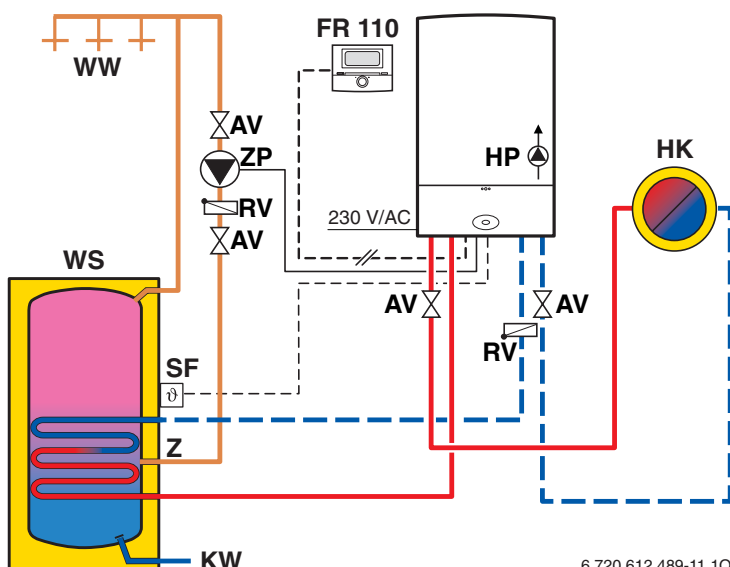 FR 110
WW
AV
ZP
HP
HK
RV
230 V/AC
AV
WS
AV
AV
RV
SF
ϑ
Z
KW
6 720 612 489-11.1O